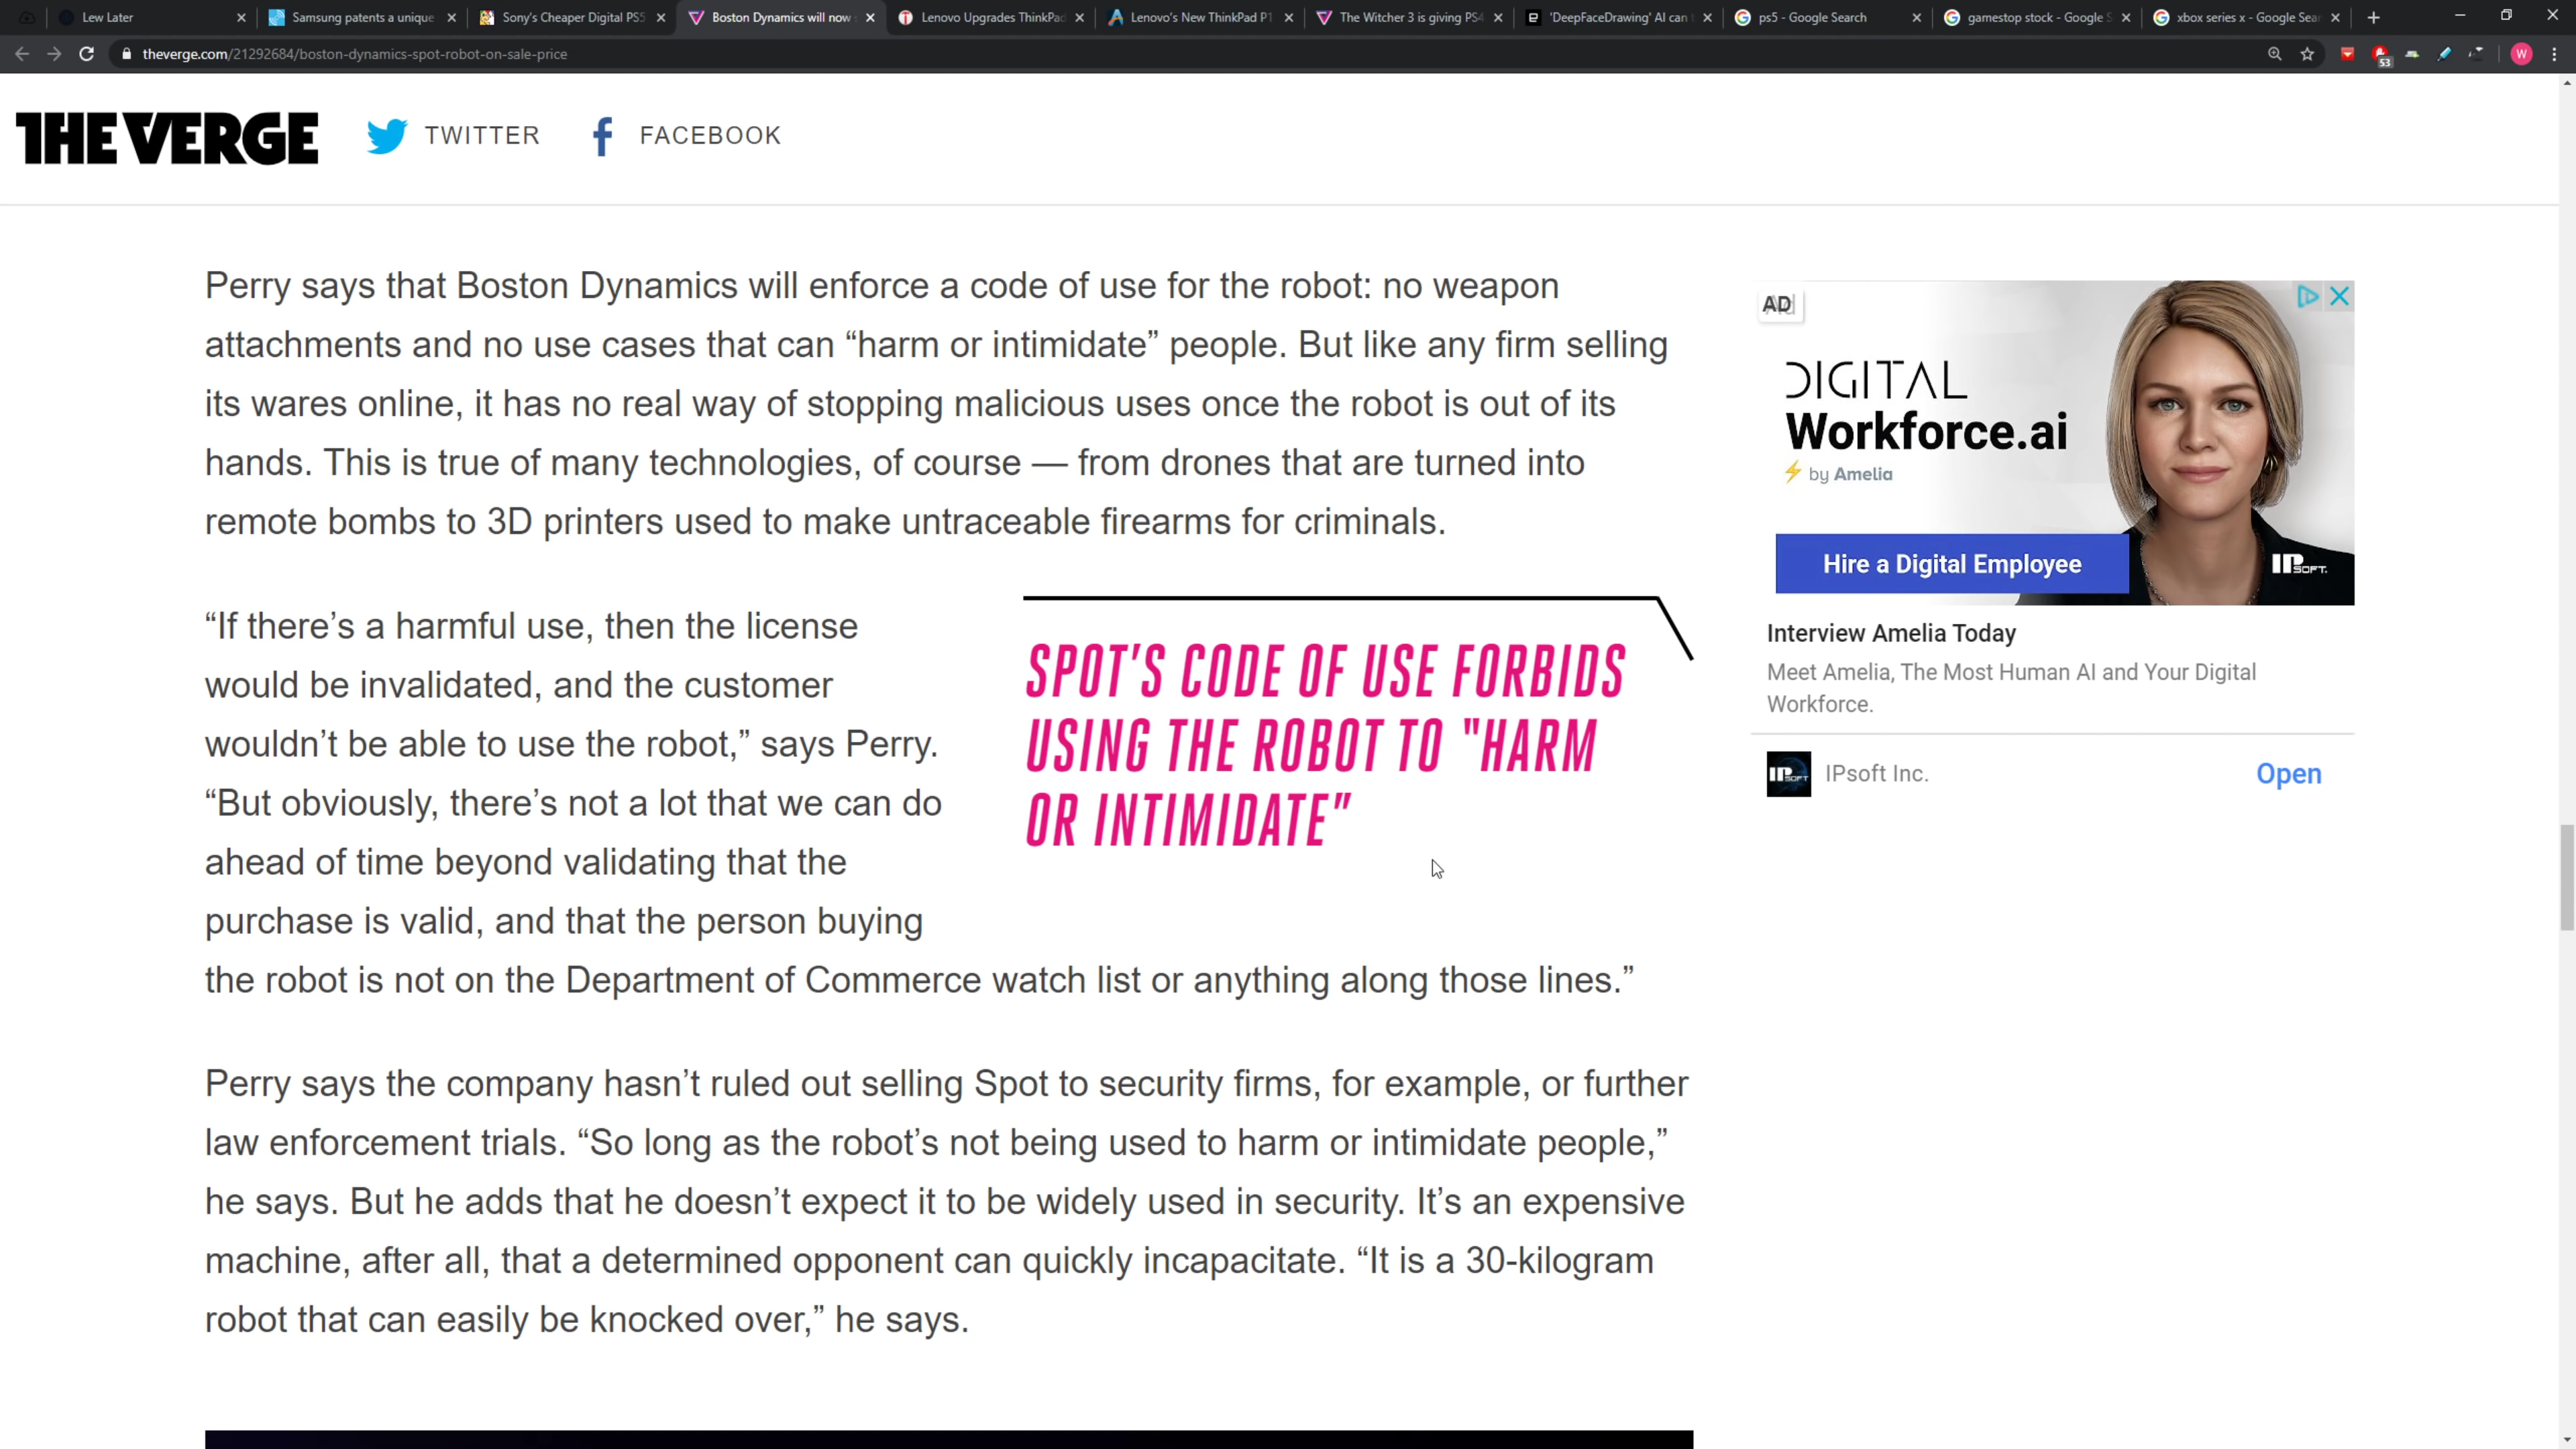 Lew Later
Samsung patents a unique
Sony's Cheaper Digital PS5
Boston Dynamics will now
Lenovo Upgrades ThinkPad
Lenovo's New ThinkPad P1
The Witcher 3 is giving PS4
'DeepFaceDrawing' AI can
ps5 - Google Search
gamestop stock - Google S
xbox series x - Google Sear
theverge.com/21292684/boston-dynamics-spot-robot-on-sale-price
53
W
THE VERGE
TWITTER
FACEBOOK
Perry says that Boston Dynamics will enforce a code of use for the robot: no weapon
attachments and no use cases that can “harm or intimidate” people. But like any firm selling
its wares online, it has no real way of stopping malicious uses once the robot is out of its
hands. This is true of many technologies, of course — from drones that are turned into
remote bombs to 3D printers used to make untraceable firearms for criminals.
“If there’s a harmful use, then the license
would be invalidated, and the customer
wouldn’t be able to use the robot,” says Perry.
“But obviously, there’s not a lot that we can do
ahead of time beyond validating that the
purchase is valid, and that the person buying
the robot is not on the Department of Commerce watch list or anything along those lines.”
SPOT'S CODE OF USE FORBIDS
USING THE ROBOT TO "HARM
OR INTIMIDATE”
Perry says the company hasn’t ruled out selling Spot to security firms, for example, or further
law enforcement trials. “So long as the robot’s not being used to harm or intimidate people,”
he says. But he adds that he doesn’t expect it to be widely used in security. It’s an expensive
machine, after all, that a determined opponent can quickly incapacitate. “It is a 30-kilogram
robot that can easily be knocked over,” he says.
AD
DIGITAL
Workforce.ai
by Amelia
Hire a Digital Employee
IPSOFT.
Interview Amelia Today
Meet Amelia, The Most Human AI and Your Digital
Workforce.
IPSOFT
IPsoft Inc.
Open